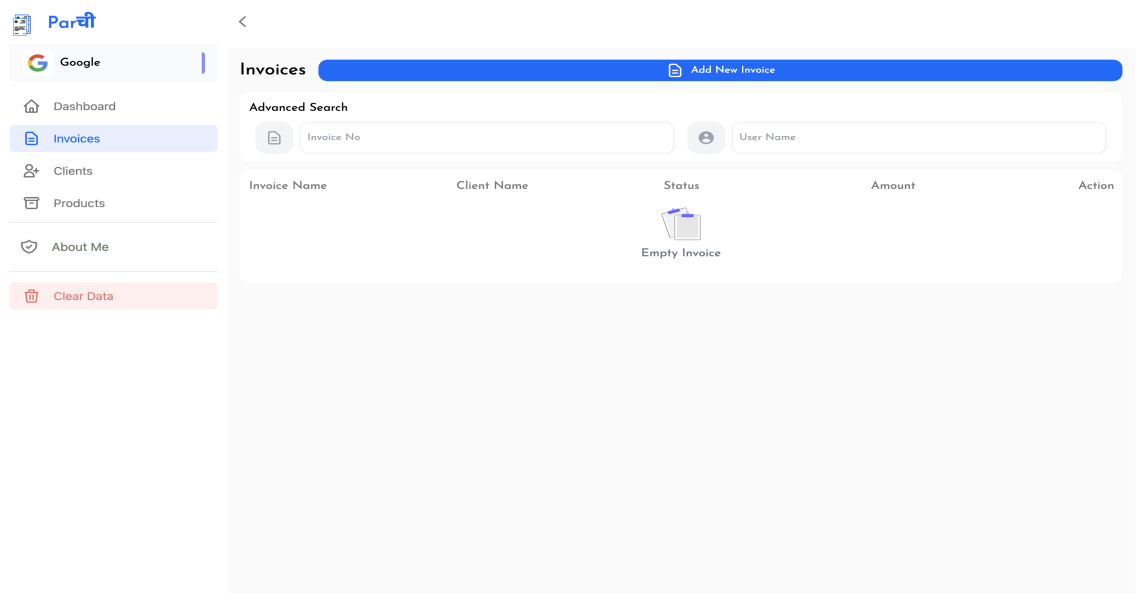 Parची
Google
Dashboard
Invoices
Clients
Products
About Me
Clear Data
Invoices
Add New Invoice
Advanced Search
Invoice No
User Name
Invoice Name Client Name Status Amount Action
Empty Invoice